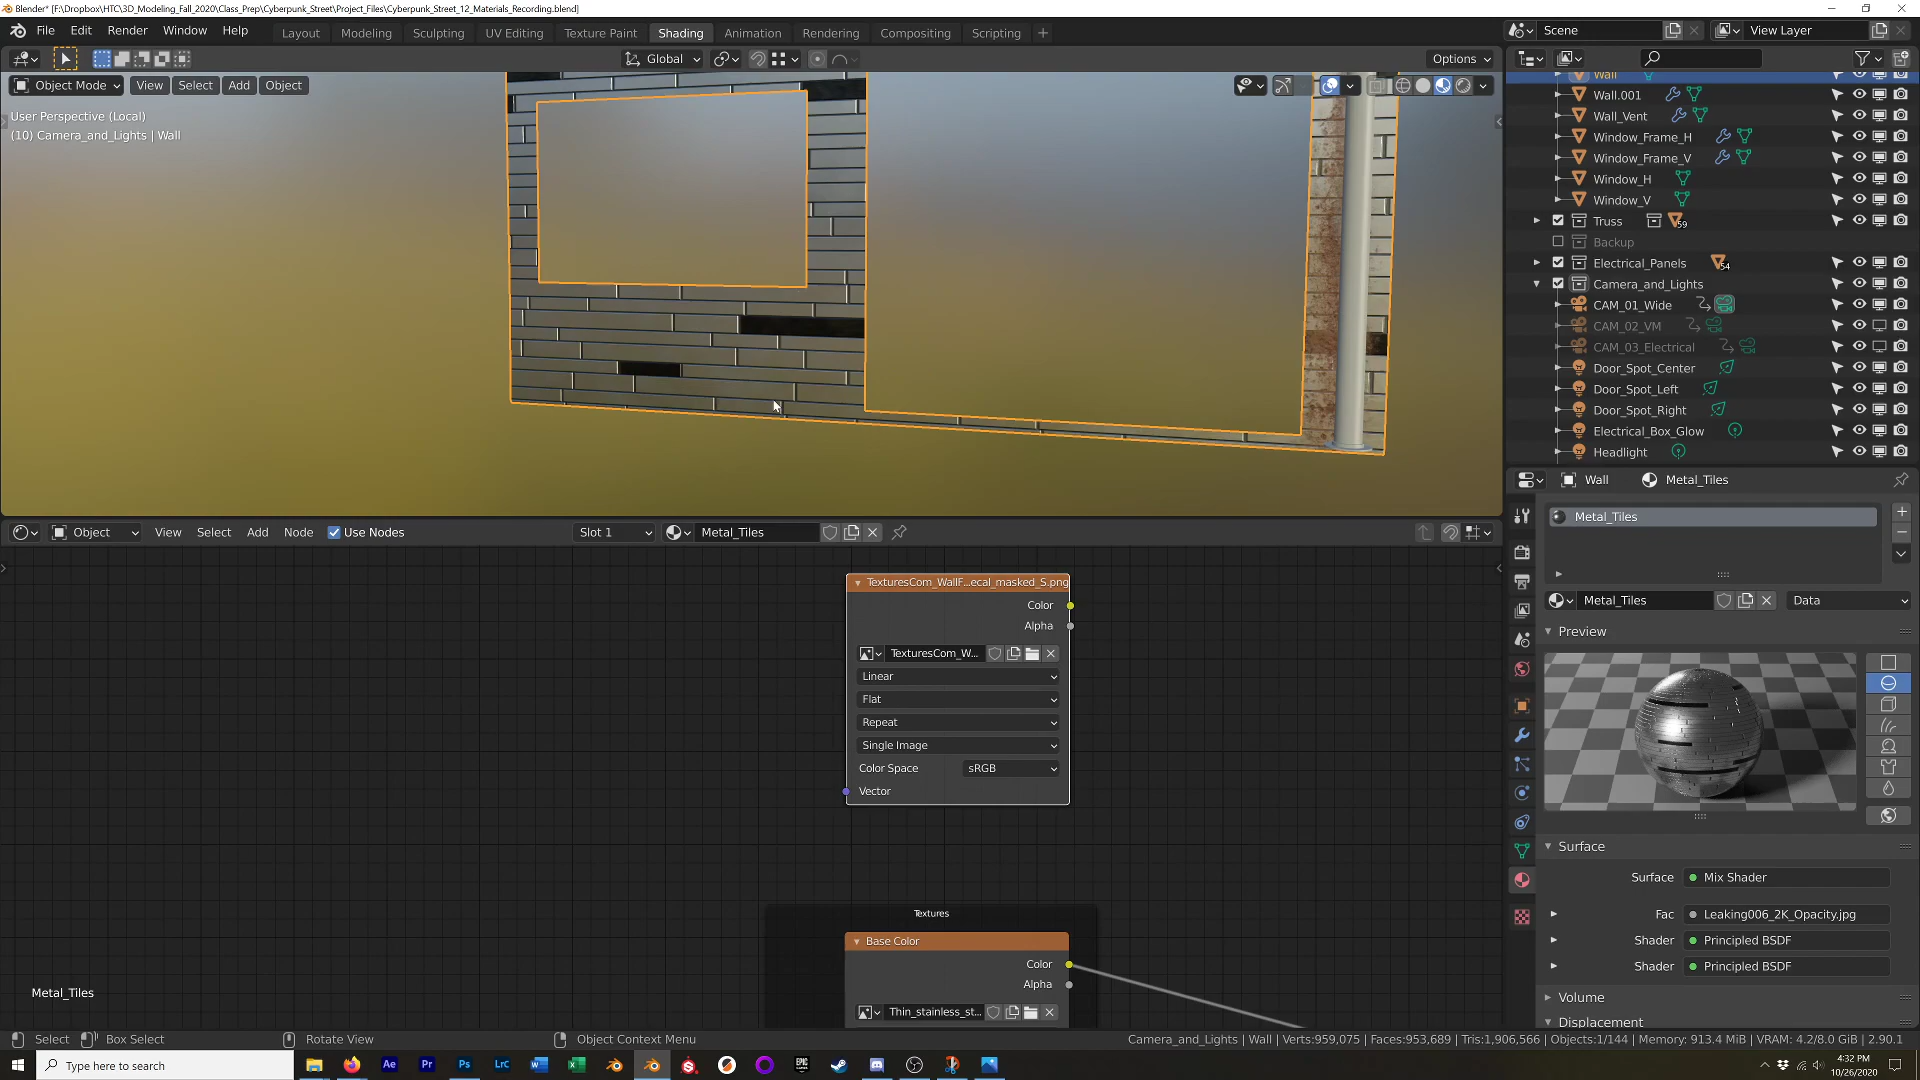 Blender* [F:\Dropbox\HTC\3D_Modeling_Fall_2020\Class_Prep\Cyberpunk_Street\Project_Files\Cyberpunk_Street_12_Materials_Recording.blend]
File Edit Render Window Help
Layout Modeling Sculpting UV Editing Texture Paint Shading Animation Rendering Compositing Scripting
Scene
View Layer
Global
Options
Object Mode View Select Add Object
User Perspective (Local)
(10) Camera_and_Lights | Wall
Wall
Wall.001
Wall_Vent
Window_Frame_H
Window_Frame_V
Window_H
Window_V
Truss
59
Backup
Electrical_Panels
54
Camera_and_Lights
CAM_01_Wide
CAM_02_VM
CAM_03_Electrical
Door_Spot_Center
Door_Spot_Left
Door_Spot_Right
Electrical_Box_Glow
Headlight
Wall Metal_Tiles
Metal_Tiles
Metal_Tiles
Data
Preview
Surface
Surface Mix Shader
Fac Leaking006_2K_Opacity.jpg
Shader Principled BSDF
Shader Principled BSDF
Volume
Displacement
Object View Select Add Node Use Nodes Slot 1 Metal_Tiles
TexturesCom_WallF...ecal_masked_S.png
Color
Alpha
TexturesCom_W...
Linear
Flat
Repeat
Single Image
Color Space sRGB
Vector
Textures
Base Color
Color
Alpha
Thin_stainless_st...
Metal_Tiles
Select Box Select Rotate View Object Context Menu
Camera_and_Lights | Wall | Verts:959,075 | Faces:953,689 | Tris:1,906,566 | Objects:1/144 | Memory: 913.4 MiB | VRAM: 4.2/8.0 GiB | 2.90.1
Type here to search
Ae
Pr
Ps
Lrc
EPIC GAMES
4:32 PM
10/26/2020